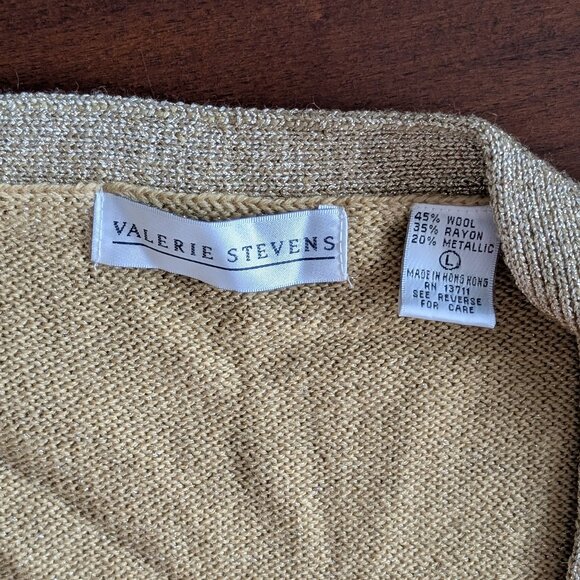 VALERIE STEVENS
45% WOOL
35% RAYON
20% METALLIC
L
MADE IN HONG KONG
RN 13711
SEE REVERSE
FOR CARE